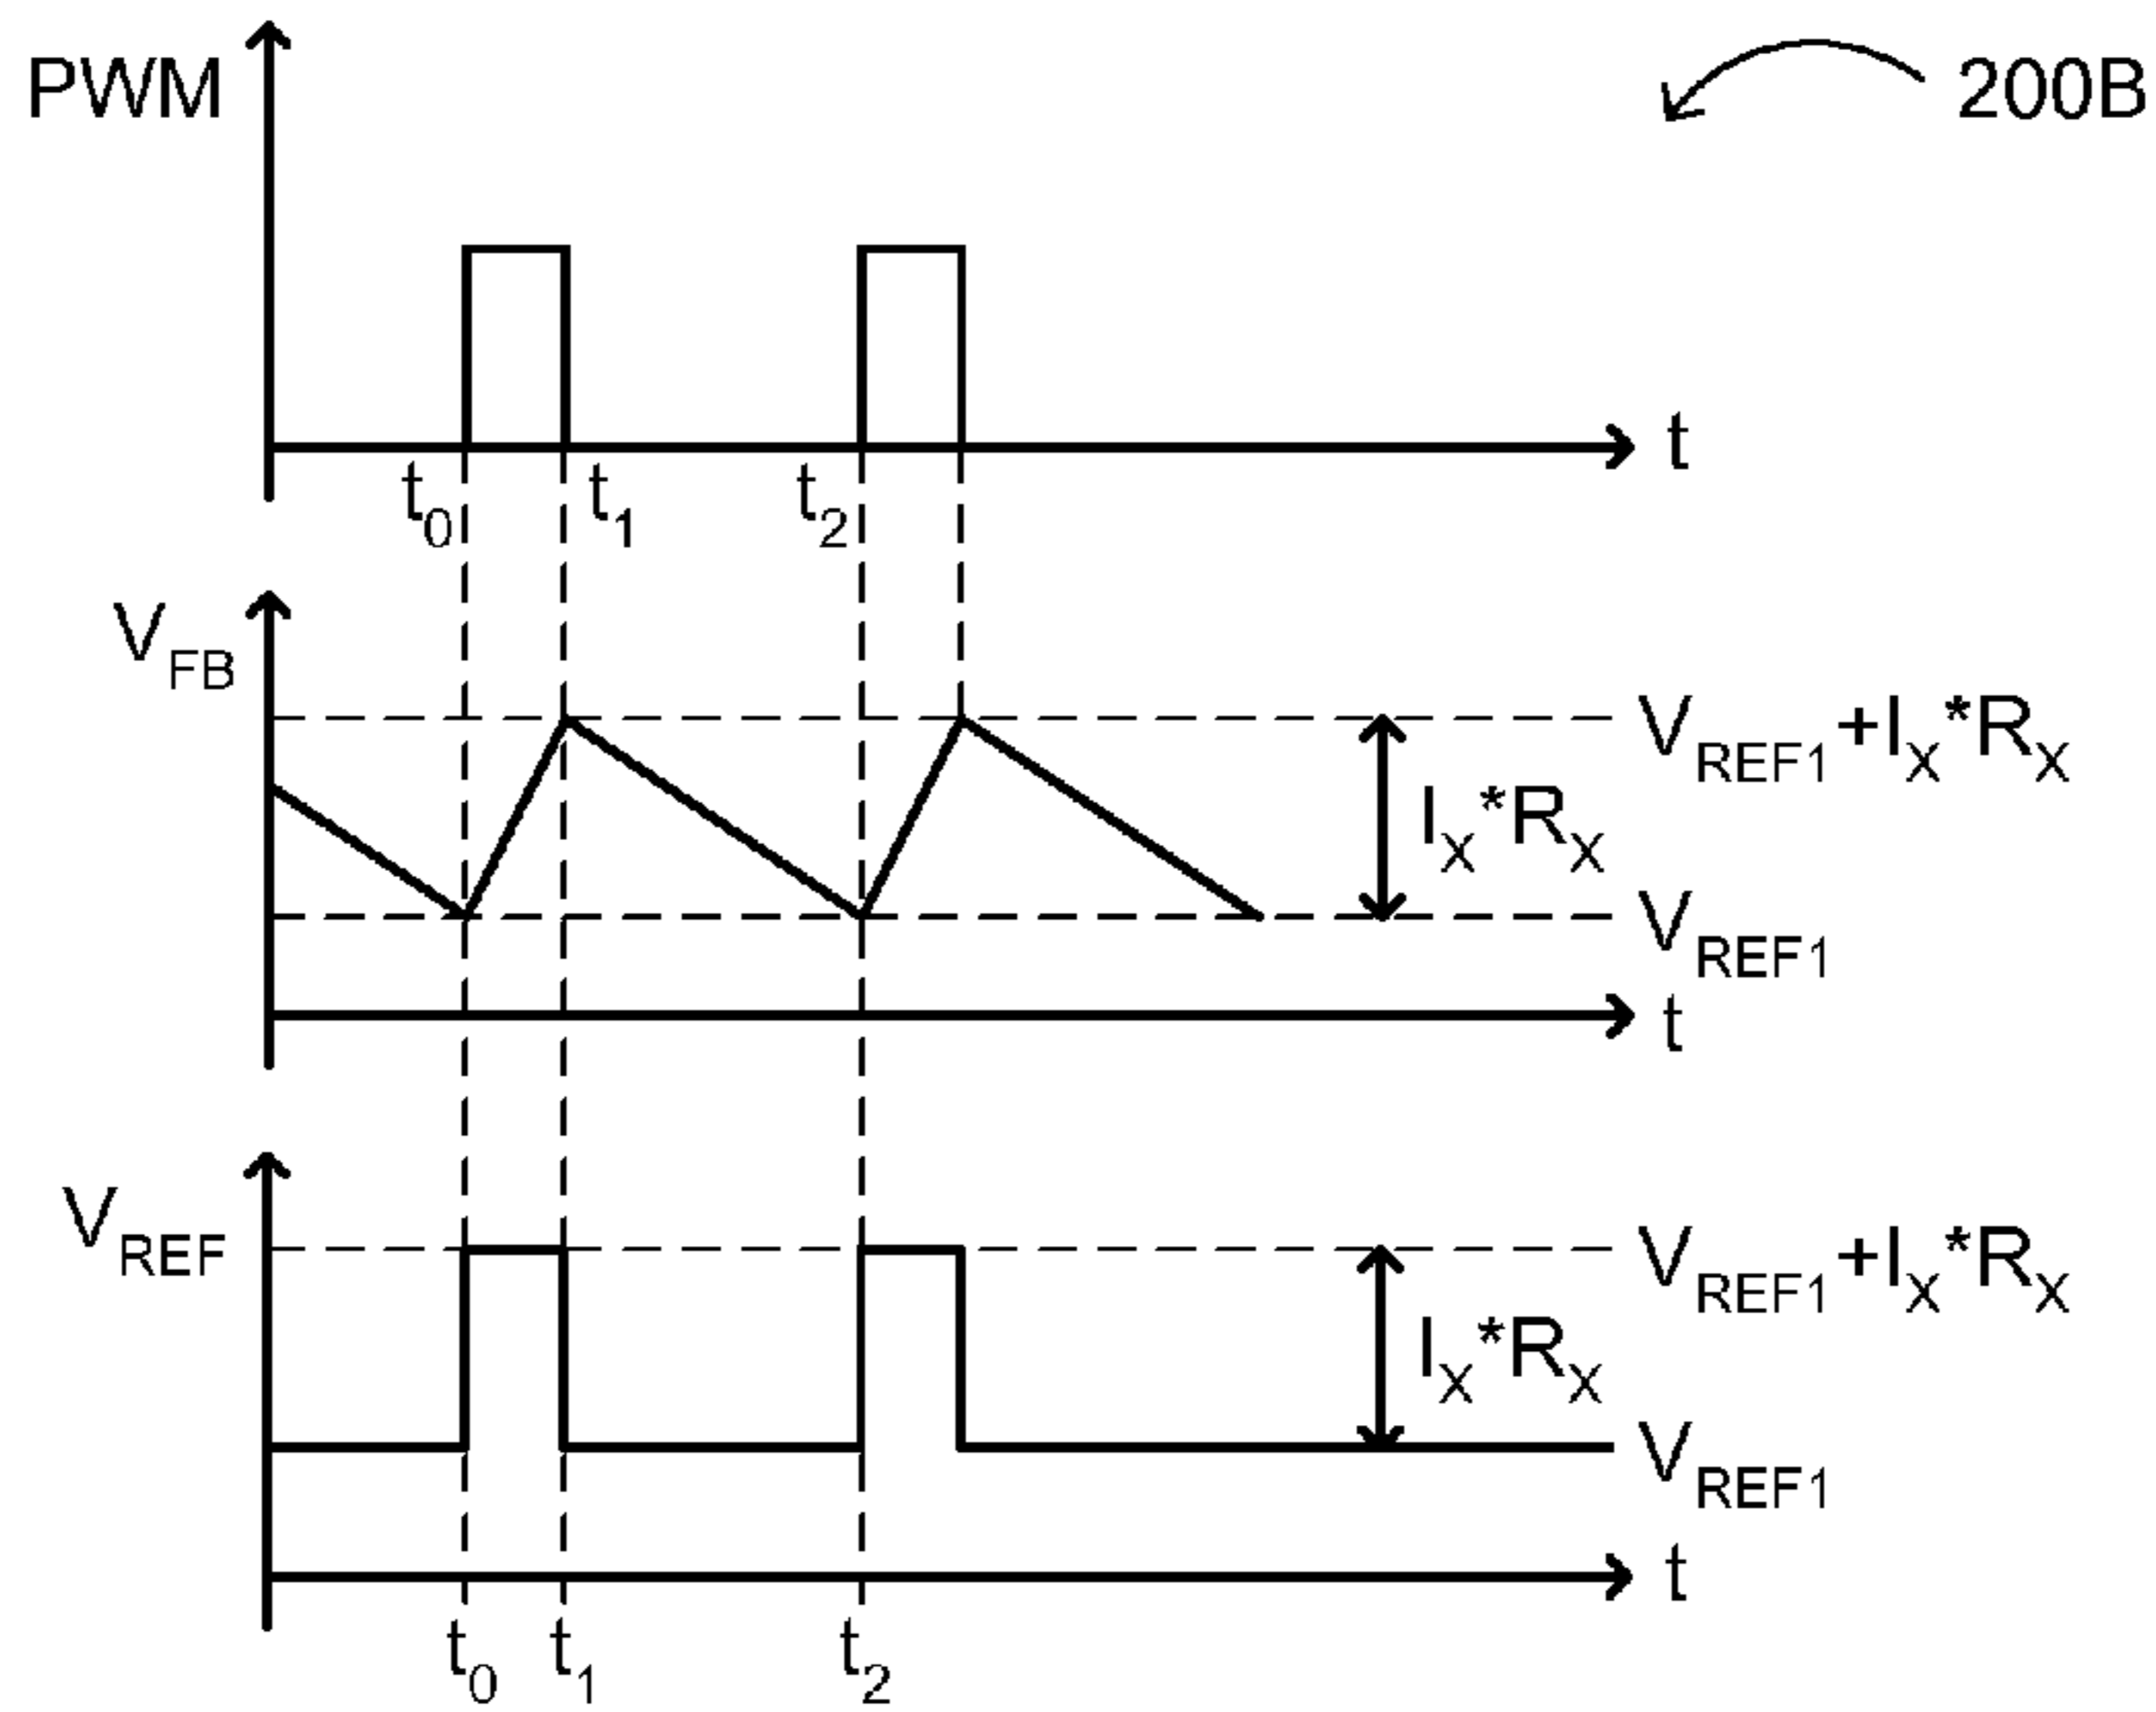 PWM
200B
t
t0
t1
t2
VFB
VREF1+IX*RX
IX*RX
VREF1
t
VREF
VREF1+IX*RX
IX*RX
VREF1
t
t0
t1
t2